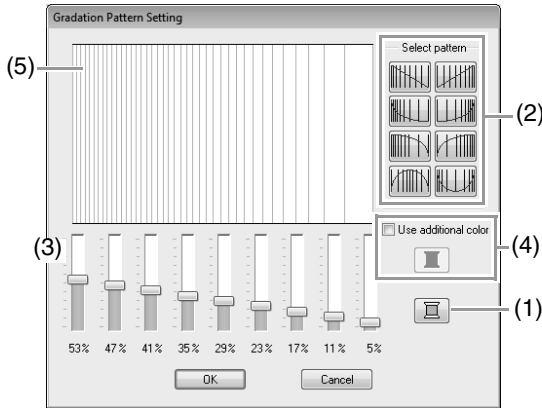 Gradation Pattern Setting
Select pattern
(5)
(2)
Use additional color
(3)
(4)
(1)
53% 47% 41% 35% 29% 23% 17% 11% 5%
OK Cancel